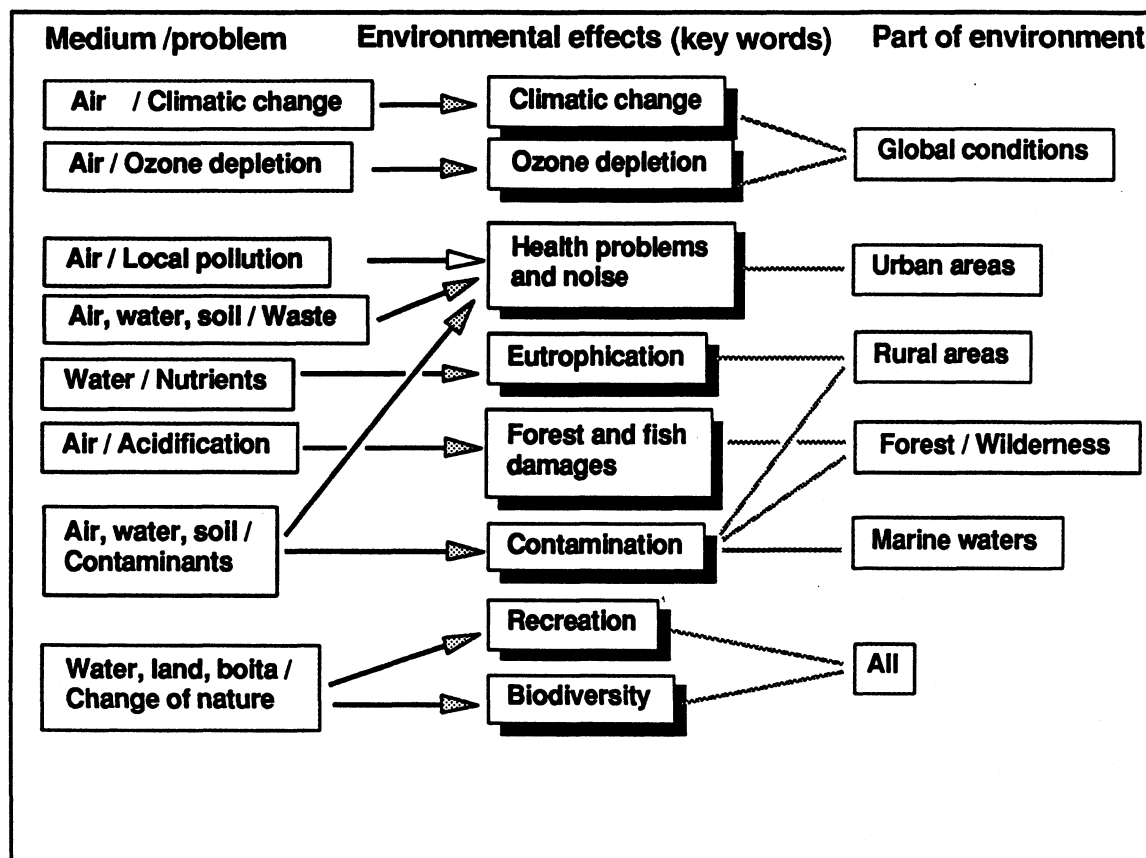 Medium /problem
Environmental effects (key words)
Part of environment
Air / Climatic change
Climatic change
Global conditions
Air / Ozone depletion
Ozone depletion
Air / Local pollution
Health problems
and noise
Urban areas
Air, water, soil / Waste
Water / Nutrients
Eutrophication
Rural areas
Air / Acidification
Forest and fish
damages
Forest / Wilderness
Air, water, soil /
Contaminants
Contamination
Marine waters
Recreation
Water, land, boita /
Change of nature
Biodiversity
All